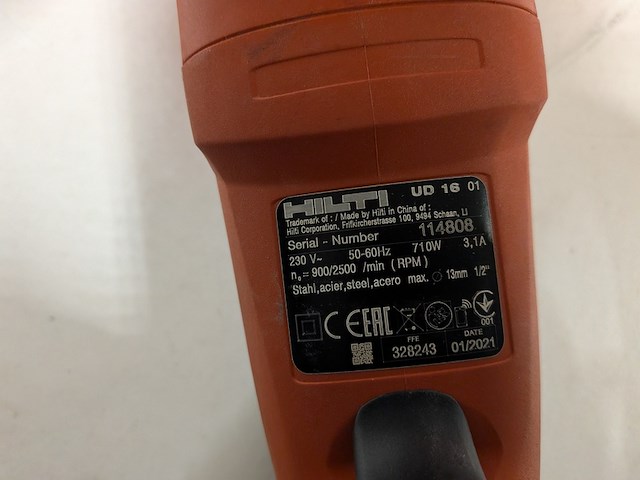 HILTI UD 16 01
Trademark of : / Made by Hilti in China of :
Hilti Corporation, Frlfkircherstrasse 100, 9494 Schaan, LI
Serial - Number 114808
230 V~ 50-60Hz 710W 3,1A
n₀ = 900/2500 /min (RPM)
Stahl,acier,steel,acero max. ∅ 13mm 1/2"
CE EAC 001
FFE DATE
328243 01/2021